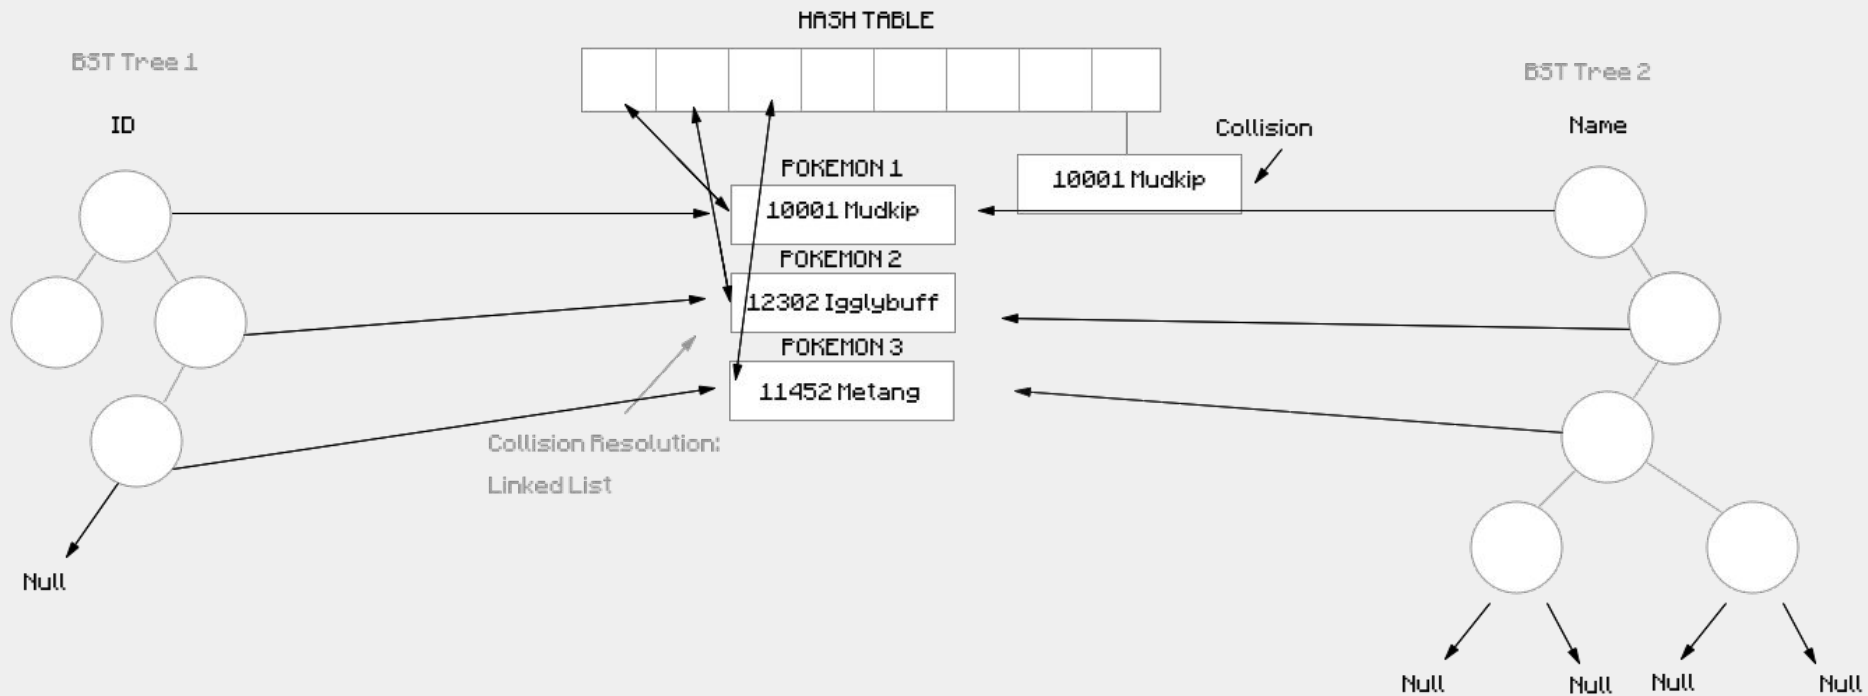 HASH TABLE
BST Tree 1
BST Tree 2
ID
Name
Collision
POKEMON 1
10001 Mudkip
10001 Mudkip
POKEMON 2
12302 Igglybuff
POKEMON 3
11452 Metang
Collision Resolution:
Linked List
Null
Null
Null
Null
Null